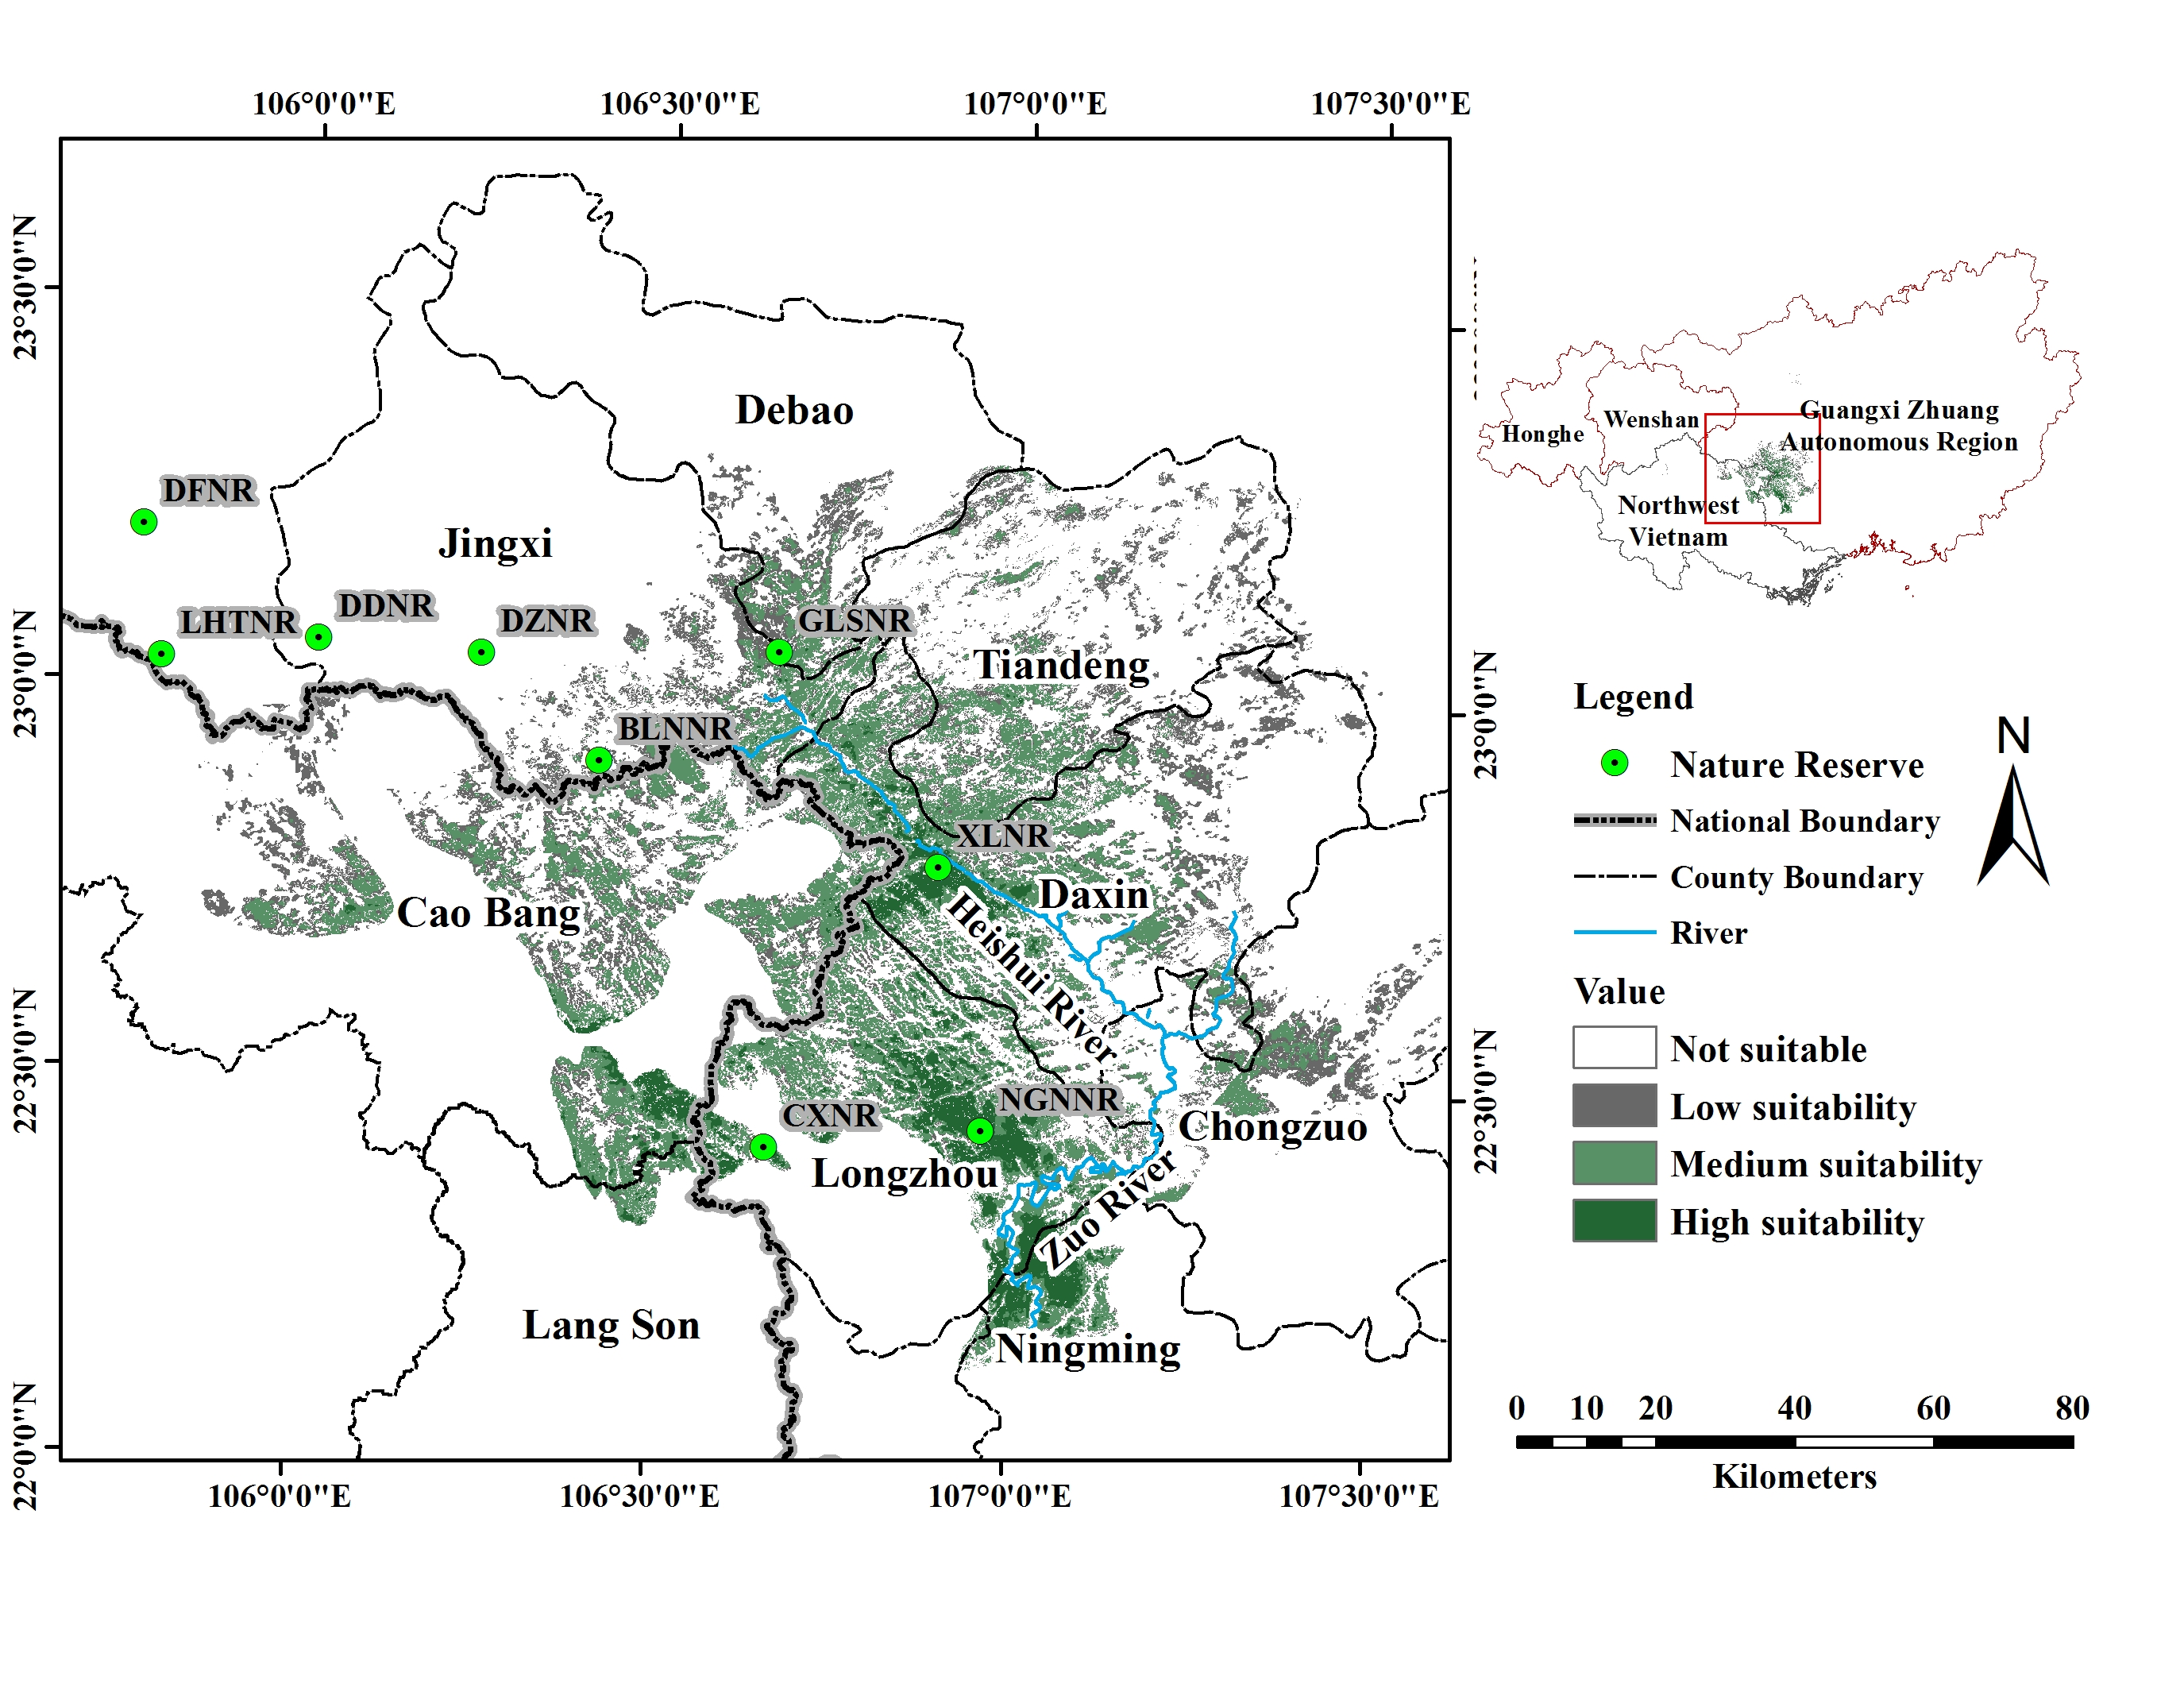 106°0'0"E
106°30'0"E
107°0'0"E
107°30'0"E
23°30'0"N
23°0'0"N
22°30'0"N
22°0'0"N
Debao
DFNR
Jingxi
LHTNR
DDNR
DZNR
GLSNR
Tiandeng
BLNNR
XLNR
Daxin
Cao Bang
Heishui River
NGNNR
CXNR
Chongzuo
Longzhou
Zuo River
Lang Son
Ningming
23°0'0"N
22°30'0"N
106°0'0"E
106°30'0"E
107°0'0"E
107°30'0"E
Guangxi Zhuang
Autonomous Region
Wenshan
Honghe
Northwest
Vietnam
Legend
Nature Reserve
National Boundary
County Boundary
River
Value
Not suitable
Low suitability
Medium suitability
High suitability
N
0 10 20 40 60 80
Kilometers